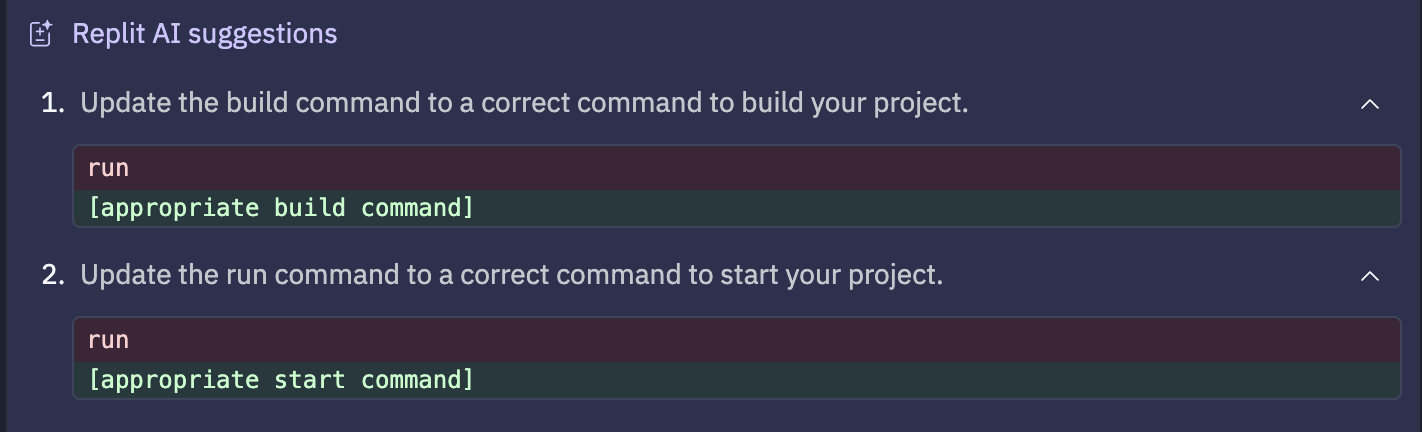 Replit AI suggestions
1. Update the build command to a correct command to build your project.
run
[appropriate build command]
2. Update the run command to a correct command to start your project.
run
[appropriate start command]